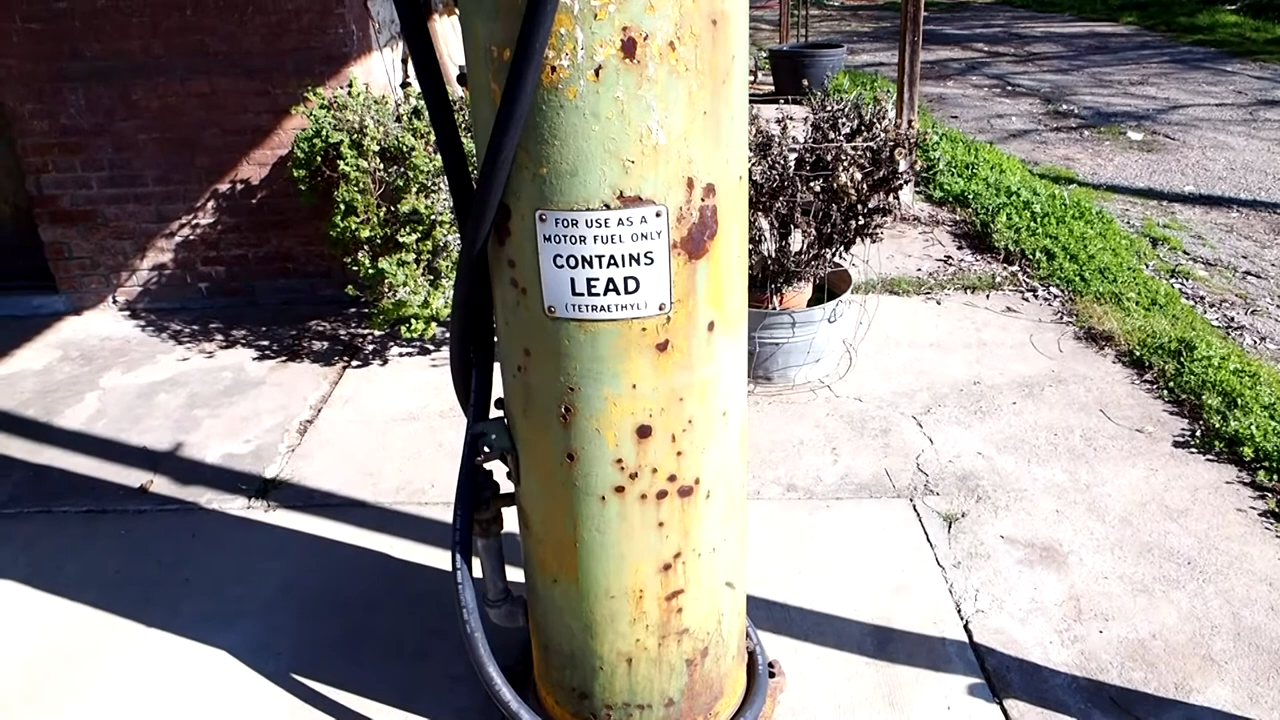 FOR USE AS A
MOTOR FUEL ONLY
CONTAINS
LEAD
(TETRAETHYL)